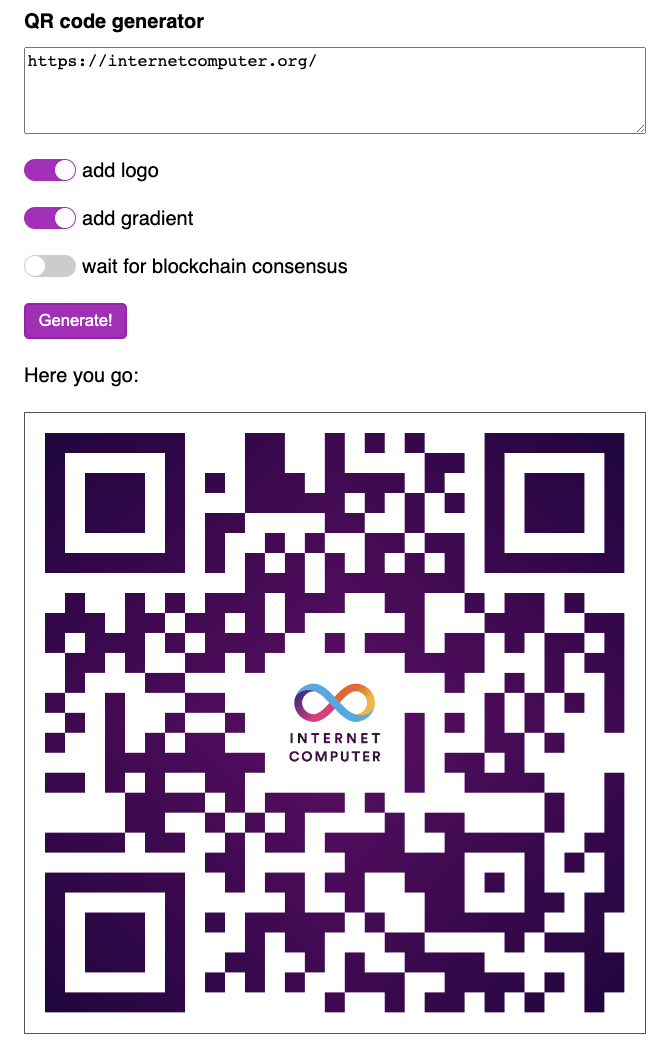 QR code generator
https://internetcomputer.org/
add logo
add gradient
wait for blockchain consensus
Generate!
Here you go:
INTERNET
COMPUTER